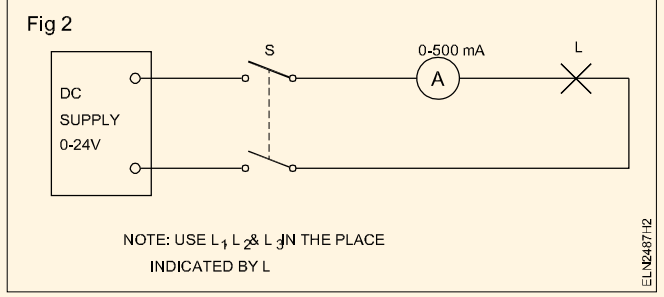 Fig 2
S
0-500 mA
L
A
DC
SUPPLY
0-24V
NOTE: USE L1, L2 & L3 IN THE PLACE
INDICATED BY L
ELN2487H2